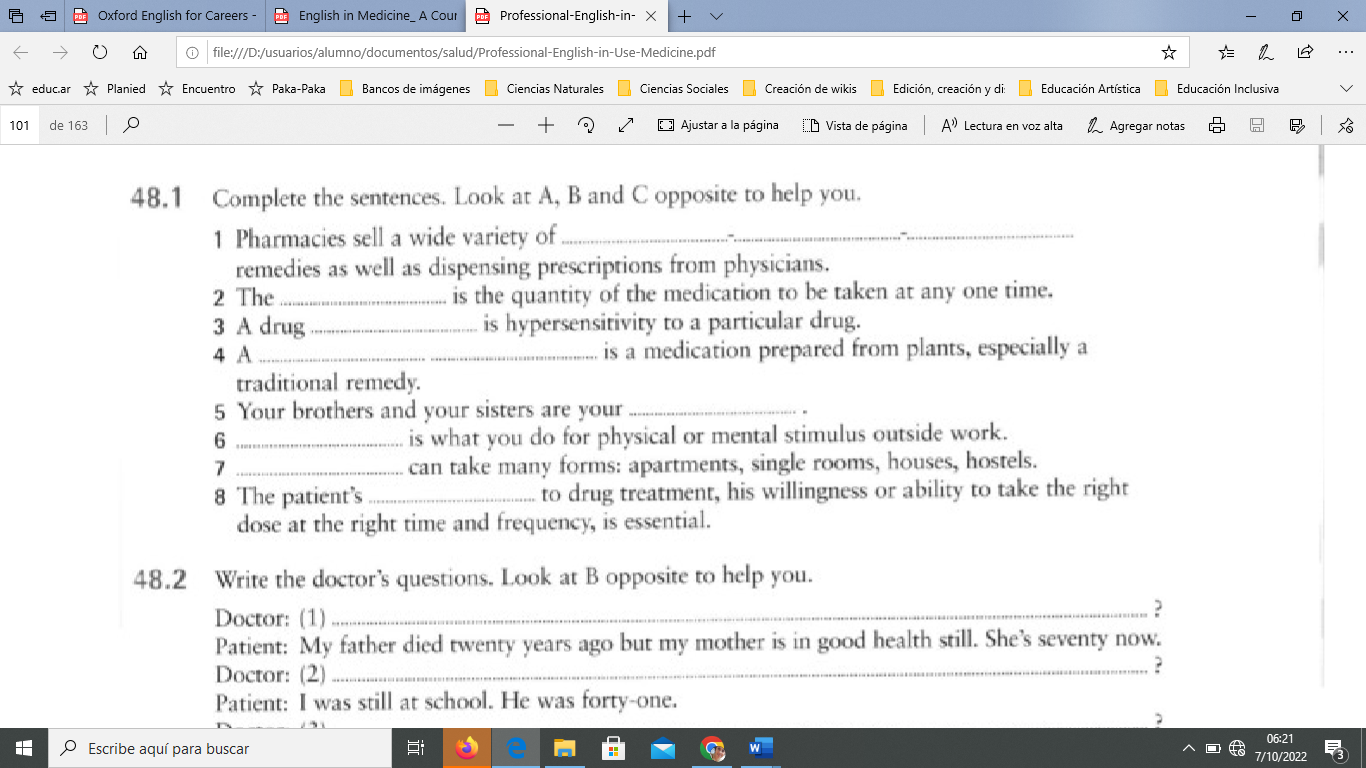 Oxford English for Careers -
English in Medicine_ A Cour
Professional-English-in-
file:///D:/usuarios/alumno/documentos/salud/Professional-English-in-Use-Medicine.pdf
educ.ar
Planied
Encuentro
Paka-Paka
Bancos de imágenes
Ciencias Naturales
Ciencias Sociales
Creación de wikis
Edición, creación y di
Educación Artística
Educación Inclusiva
101 de 163
Ajustar a la página
Vista de página
Lectura en voz alta
Agregar notas
48.1 Complete the sentences. Look at A, B and C opposite to help you.
1 Pharmacies sell a wide variety of ....................-....................-....................
remedies as well as dispensing prescriptions from physicians.
2 The .................... is the quantity of the medication to be taken at any one time.
3 A drug .................... is hypersensitivity to a particular drug.
4 A .................... .................... is a medication prepared from plants, especially a
traditional remedy.
5 Your brothers and your sisters are your .................... .
6 .................... is what you do for physical or mental stimulus outside work.
7 .................... can take many forms: apartments, single rooms, houses, hostels.
8 The patient's .................... to drug treatment, his willingness or ability to take the right
dose at the right time and frequency, is essential.
48.2 Write the doctor's questions. Look at B opposite to help you.
Doctor: (1) .................... ?
Patient: My father died twenty years ago but my mother is in good health still. She's seventy now.
Doctor: (2) .................... ?
Patient: I was still at school. He was forty-one.
Doctor: (3) .................... ?
Escribe aquí para buscar
06:21
7/10/2022
3